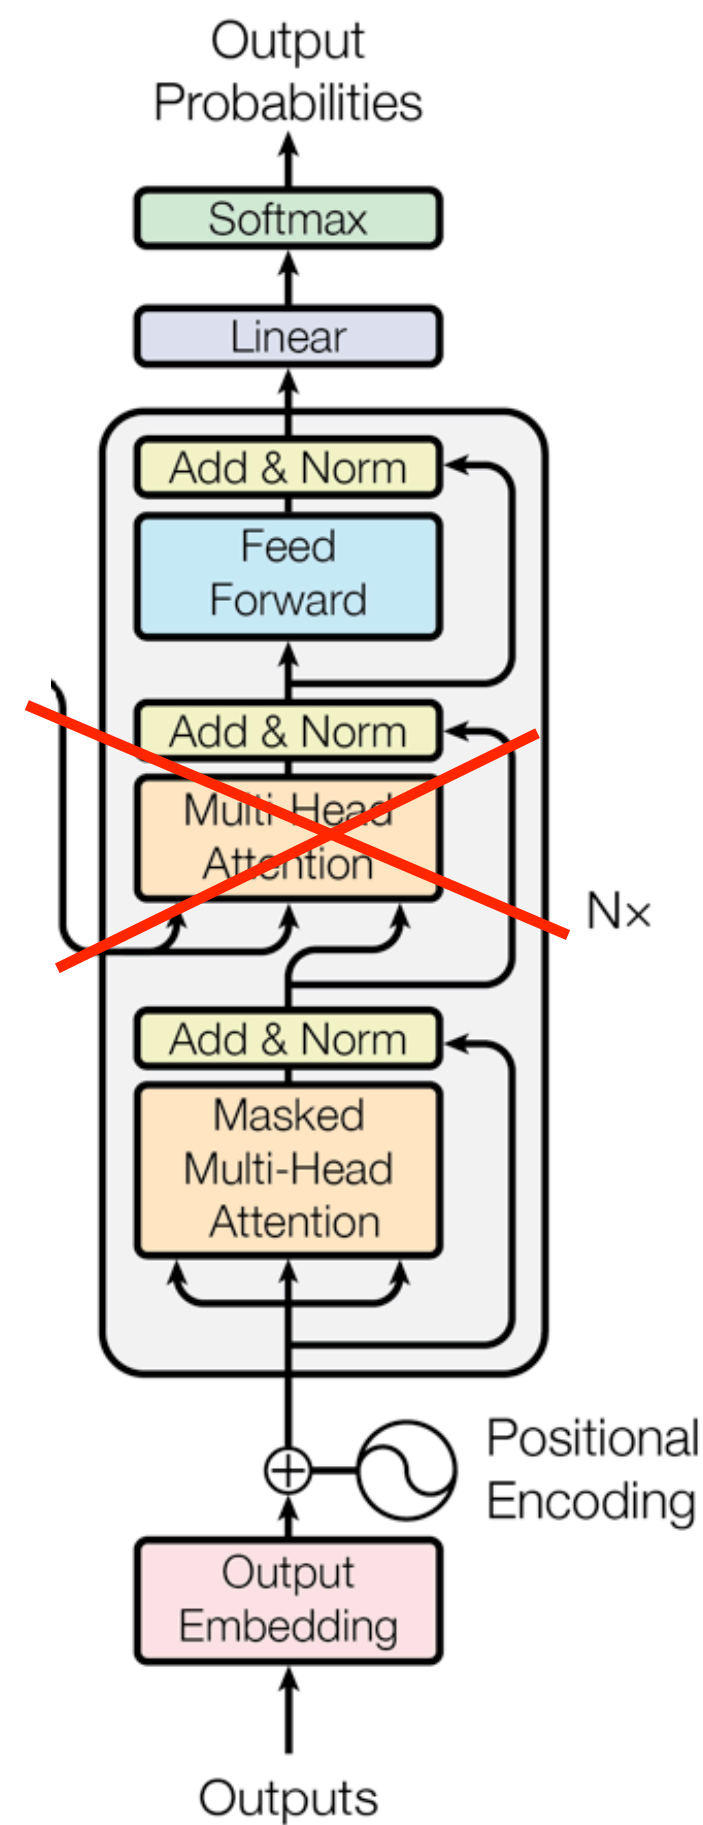 Output
Probabilities
Softmax
Linear
Add & Norm
Feed
Forward
Add & Norm
Multi-Head
Attention
N×
Add & Norm
Masked
Multi-Head
Attention
Positional
Encoding
Output
Embedding
Outputs